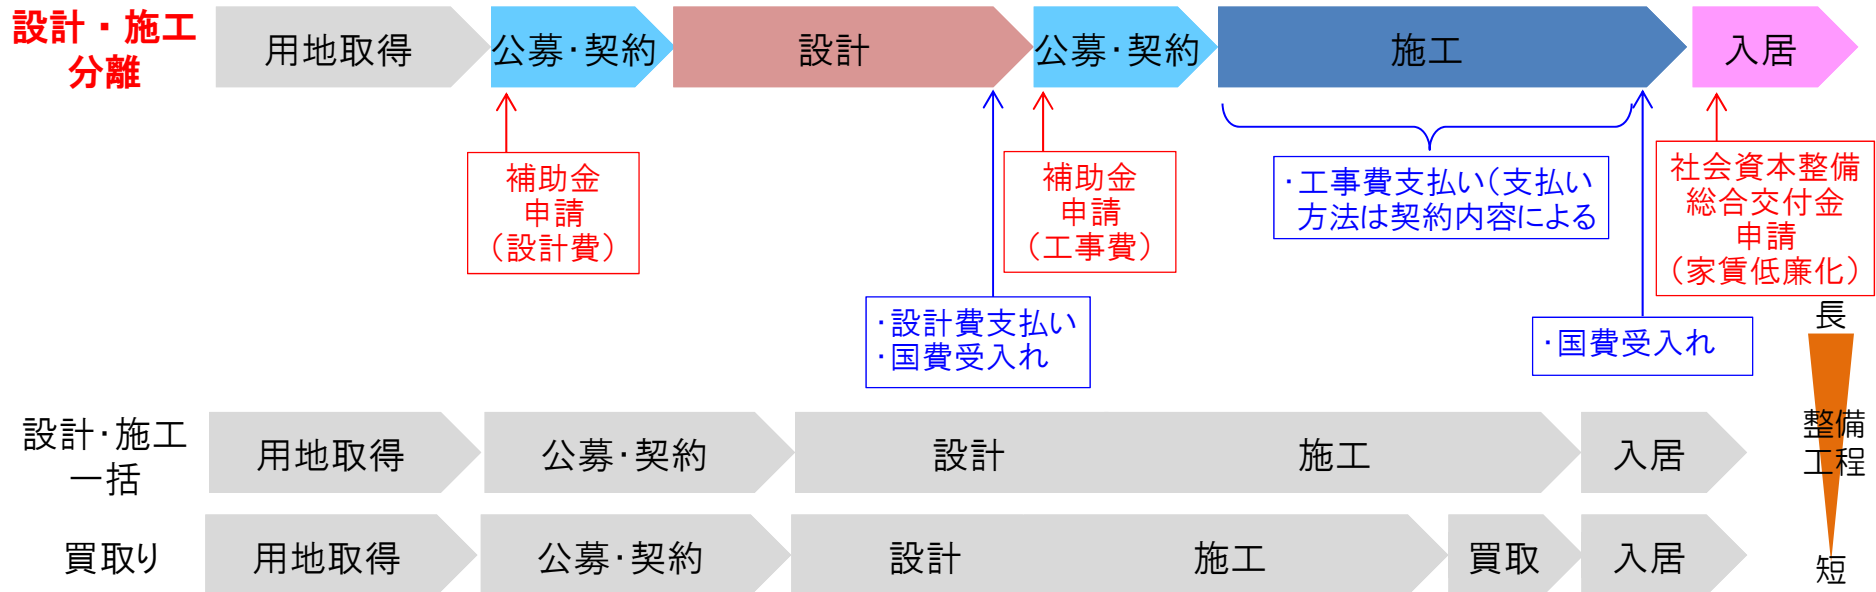 設計・施工
分離
用地取得
公募・契約
設計
公募・契約
施工
入居
補助金
申請
（設計費）
補助金
申請
（工事費）
・工事費支払い（支払い
方法は契約内容による
社会資本整備
総合交付金
申請
（家賃低廉化）
・設計費支払い
・国費受入れ
・国費受入れ
長
整備
工程
短
設計・施工
一括
用地取得
公募・契約
設計
施工
入居
買取り
用地取得
公募・契約
設計
施工
買取
入居